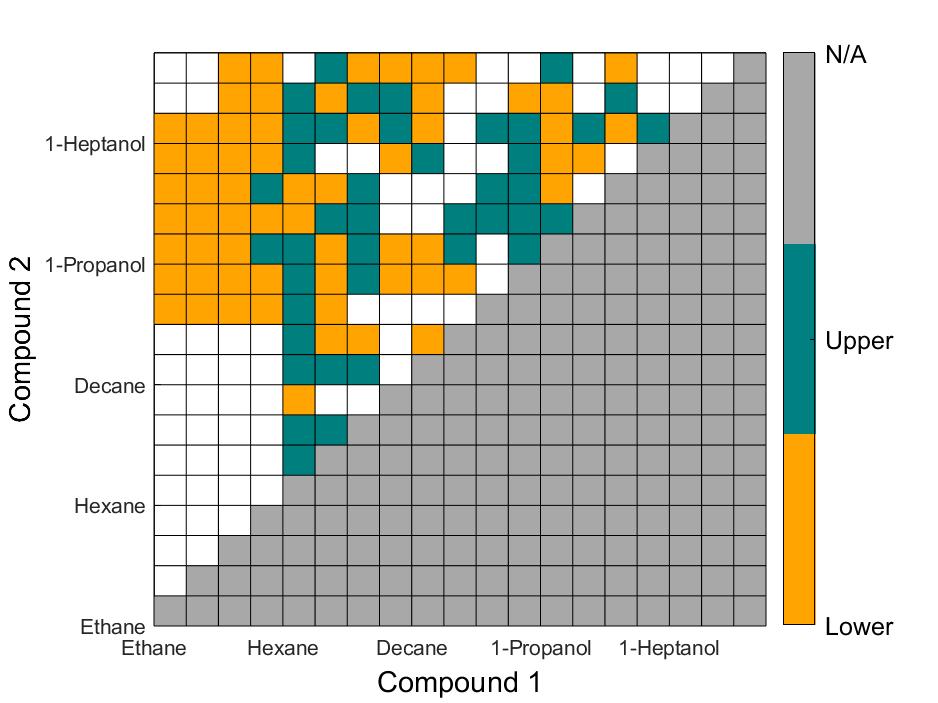 N/A
Upper
Lower
Compound 2
1-Heptanol
1-Propanol
Decane
Hexane
Ethane
Ethane
Hexane
Decane
1-Propanol
1-Heptanol
Compound 1